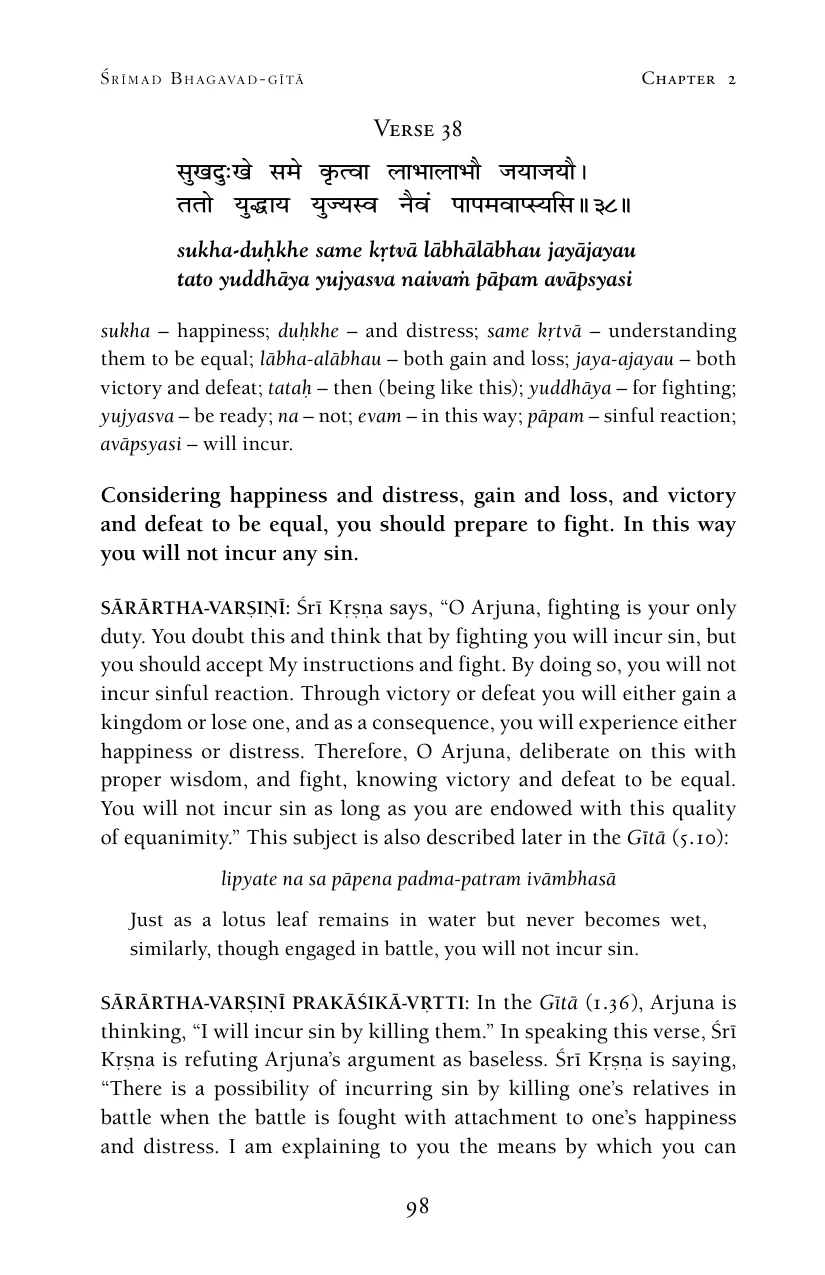 Śrīmad Bhagavad-gītā Chapter 2
Verse 38
सुखदुःखे समे कृत्वा लाभालाभौ जयाजयौ।
ततो युद्धाय युज्यस्व नैवं पापमवाप्स्यसि॥३८॥
sukha-duḥkhe same kṛtvā lābhālābhau jayājayau
tato yuddhāya yujyasva naivaṁ pāpam avāpsyasi
sukha – happiness; duḥkhe – and distress; same kṛtvā – understanding
them to be equal; lābha-alābhau – both gain and loss; jaya-ajayau – both
victory and defeat; tataḥ – then (being like this); yuddhāya – for fighting;
yujyasva – be ready; na – not; evam – in this way; pāpam – sinful reaction;
avāpsyasi – will incur.
Considering happiness and distress, gain and loss, and victory
and defeat to be equal, you should prepare to fight. In this way
you will not incur any sin.
SĀRĀRTHA-VARṢIṆĪ: Śrī Kṛṣṇa says, “O Arjuna, fighting is your only
duty. You doubt this and think that by fighting you will incur sin, but
you should accept My instructions and fight. By doing so, you will not
incur sinful reaction. Through victory or defeat you will either gain a
kingdom or lose one, and as a consequence, you will experience either
happiness or distress. Therefore, O Arjuna, deliberate on this with
proper wisdom, and fight, knowing victory and defeat to be equal.
You will not incur sin as long as you are endowed with this quality
of equanimity.” This subject is also described later in the Gītā (5.10):
lipyate na sa pāpena padma-patram ivāmbhasā
Just as a lotus leaf remains in water but never becomes wet,
similarly, though engaged in battle, you will not incur sin.
SĀRĀRTHA-VARṢIṆĪ PRAKĀŚIKĀ-VṚTTI: In the Gītā (1.36), Arjuna is
thinking, “I will incur sin by killing them.” In speaking this verse, Śrī
Kṛṣṇa is refuting Arjuna’s argument as baseless. Śrī Kṛṣṇa is saying,
“There is a possibility of incurring sin by killing one’s relatives in
battle when the battle is fought with attachment to one’s happiness
and distress. I am explaining to you the means by which you can
98